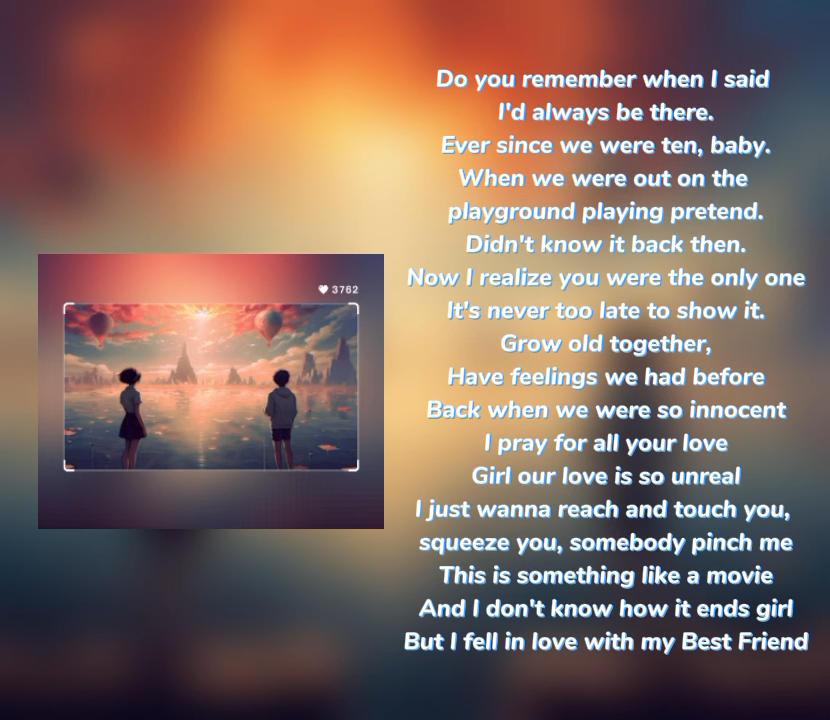 3762
Do you remember when I said
I'd always be there.
Ever since we were ten, baby.
When we were out on the
playground playing pretend.
Didn't know it back then.
Now I realize you were the only one
It's never too late to show it.
Grow old together,
Have feelings we had before
Back when we were so innocent
I pray for all your love
Girl our love is so unreal
I just wanna reach and touch you,
squeeze you, somebody pinch me
This is something like a movie
And I don't know how it ends girl
But I fell in love with my Best Friend